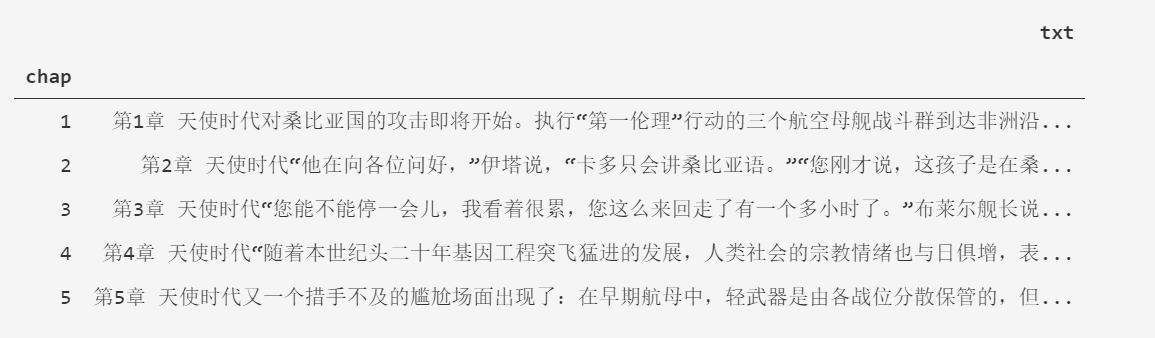 txt
chap
1 第1章 天使时代对桑比亚国的攻击即将开始。执行“第一伦理”行动的三个航空母舰战斗群到达非洲沿...
2 第2章 天使时代“他在向各位问好，”伊塔说，“卡多只会讲桑比亚语。”“您刚才说，这孩子是在桑...
3 第3章 天使时代“您能不能停一会儿，我看着很累，您这么来回走了有一个多小时了。”布莱尔舰长说...
4 第4章 天使时代“随着本世纪头二十年基因工程突飞猛进的发展，人类社会的宗教情绪也与日俱增，表...
5 第5章 天使时代又一个措手不及的尴尬场面出现了：在早期航母中，轻武器是由各战位分散保管的，但...